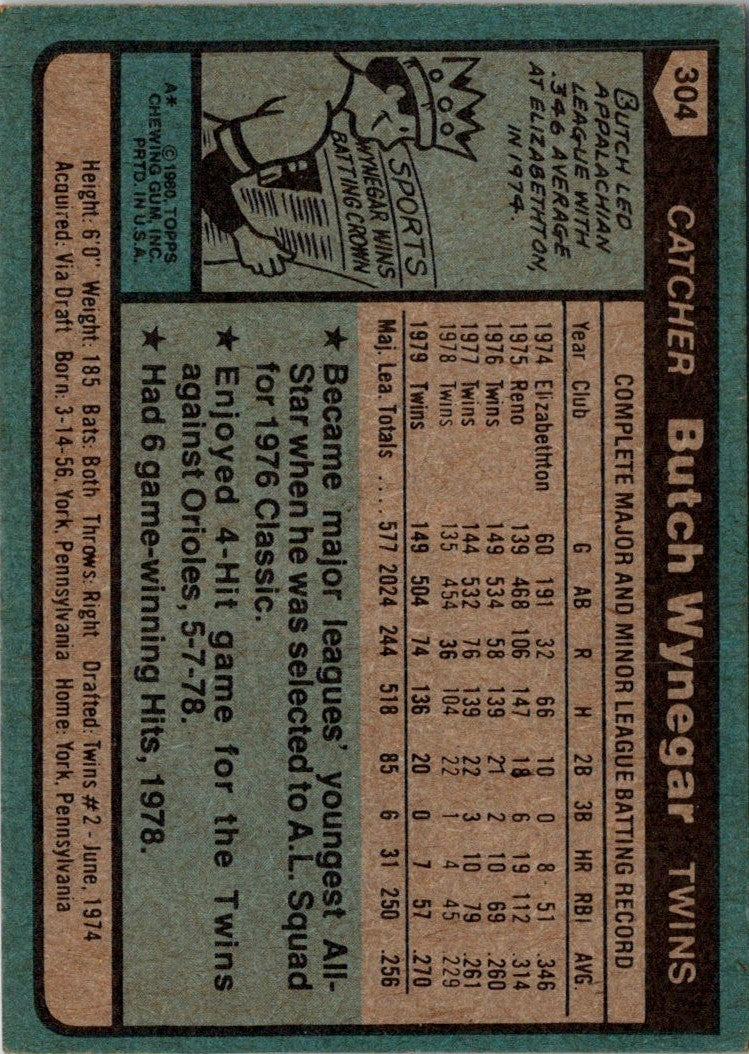 304 CATCHER Butch Wynegar TWINS
BUTCH LED
APPALACHIAN
LEAGUE WITH
.346 AVERAGE
AT ELIZABETHTON,
IN 1974.
SPORTS
WYNEGAR WINS
BATTING CROWN
A*. © 1980. TOPPS
CHEWING GUM, INC.
PRTD. IN U.S.A.
COMPLETE MAJOR AND MINOR LEAGUE BATTING RECORD
Year Club G AB R H 2B 3B HR RBI AVG.
1974 Elizabethton 60 191 32 66 10 0 8 51 .346
1975 Reno 139 468 106 147 18 6 19 112 .314
1976 Twins 149 534 58 139 21 2 10 69 .260
1977 Twins 144 532 76 139 22 3 10 79 .261
1978 Twins 135 454 36 104 22 1 4 45 .229
1979 Twins 149 504 74 136 20 0 7 57 .270
Maj. Lea. Totals .... 577 2024 244 518 85 6 31 250 .256
★ Became major leagues' youngest All-
Star when he was selected to A.L. Squad
for 1976 Classic.
★ Enjoyed 4-Hit game for the Twins
against Orioles, 5-7-78.
★ Had 6 game-winning Hits, 1978.
Height: 6'0" Weight: 185 Bats: Both Throws: Right Drafted: Twins #2 - June, 1974
Acquired: Via Draft Born: 3-14-56, York, Pennsylvania Home: York, Pennsylvania